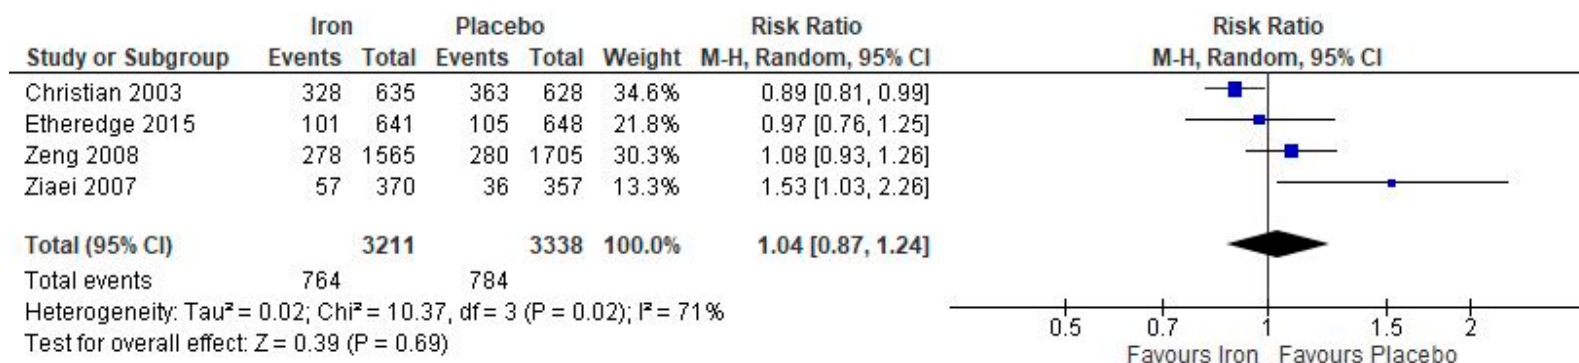 Iron Placebo Risk Ratio Risk Ratio
Study or Subgroup Events Total Events Total Weight M-H, Random, 95% CI M-H, Random, 95% CI
Christian 2003 328 635 363 628 34.6% 0.89 [0.81, 0.99]
Etheredge 2015 101 641 105 648 21.8% 0.97 [0.76, 1.25]
Zeng 2008 278 1565 280 1705 30.3% 1.08 [0.93, 1.26]
Ziaei 2007 57 370 36 357 13.3% 1.53 [1.03, 2.26]
Total (95% CI) 3211 3338 100.0% 1.04 [0.87, 1.24]
Total events 764 784
Heterogeneity: Tau² = 0.02; Chi² = 10.37, df = 3 (P = 0.02); I² = 71%
Test for overall effect: Z = 0.39 (P = 0.69)
0.5 0.7 1 1.5 2
Favours Iron Favours Placebo